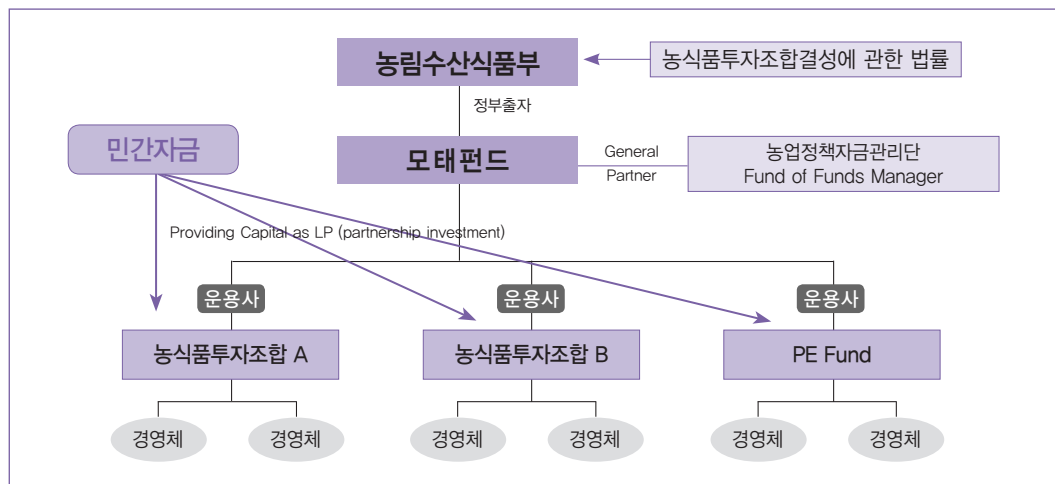 농림수산식품부
농식품투자조합결성에 관한 법률
정부출자
민간자금
모태펀드
General
Partner
농업정책자금관리단
Fund of Funds Manager
Providing Capital as LP (partnership investment)
운용사
운용사
운용사
농식품투자조합 A
농식품투자조합 B
PE Fund
경영체
경영체
경영체
경영체
경영체
경영체